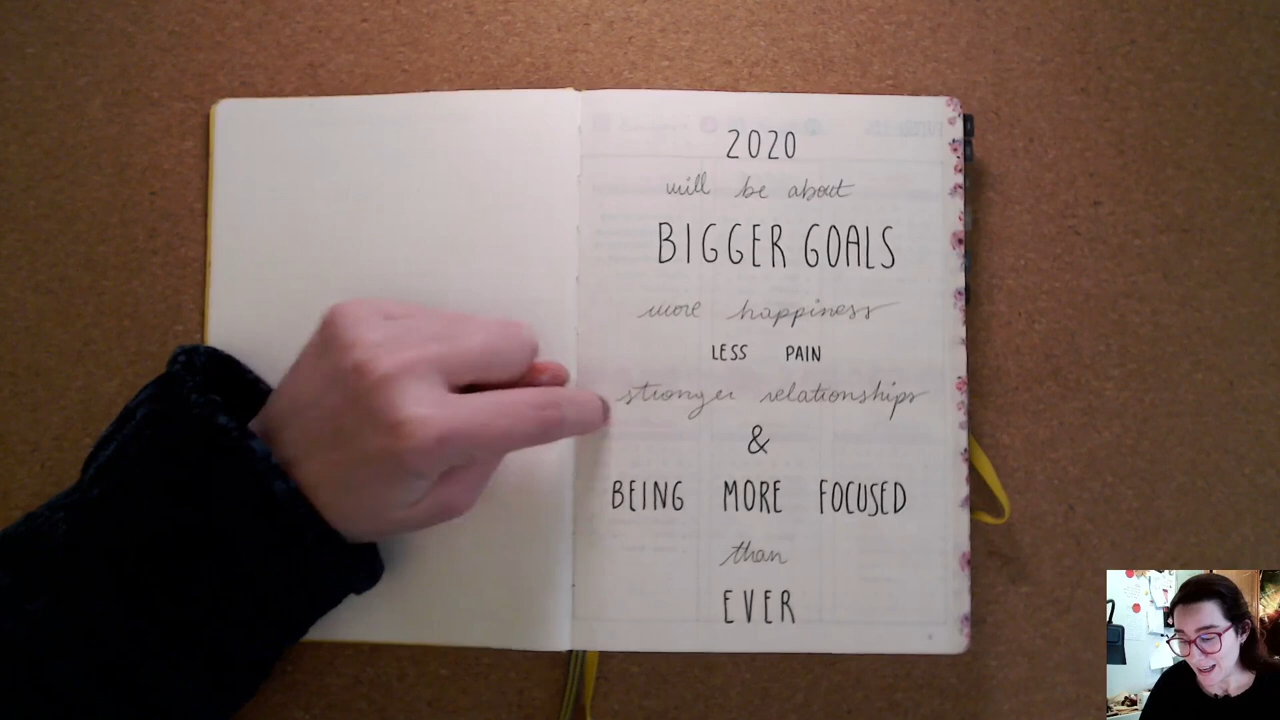 2020
will be about
BIGGER GOALS
more happiness
LESS PAIN
stronger relationships
&
BEING MORE FOCUSED
than
EVER